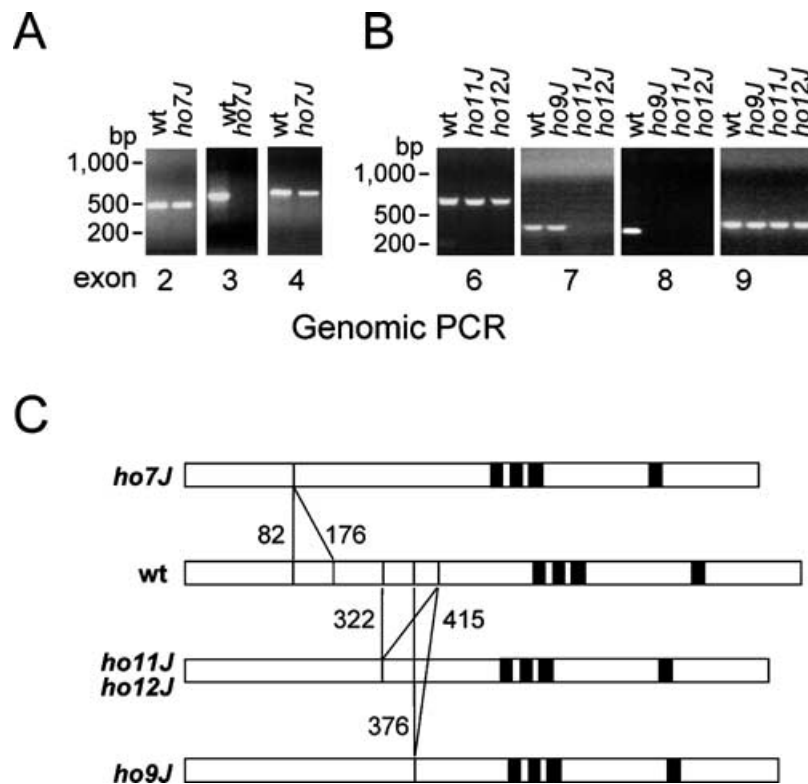 A
B
wt
ho7J
wt
ho7J
wt
ho7J
bp
1,000
500
200
exon 2 3 4
wt
ho11J
ho12J
wt
ho9J
ho11J
ho12J
wt
ho9J
ho11J
ho12J
wt
ho9J
ho11J
ho12J
bp
1,000
500
200
6 7 8 9
Genomic PCR
C
ho7J
82 176
wt
322 415
ho11J
ho12J
376
ho9J